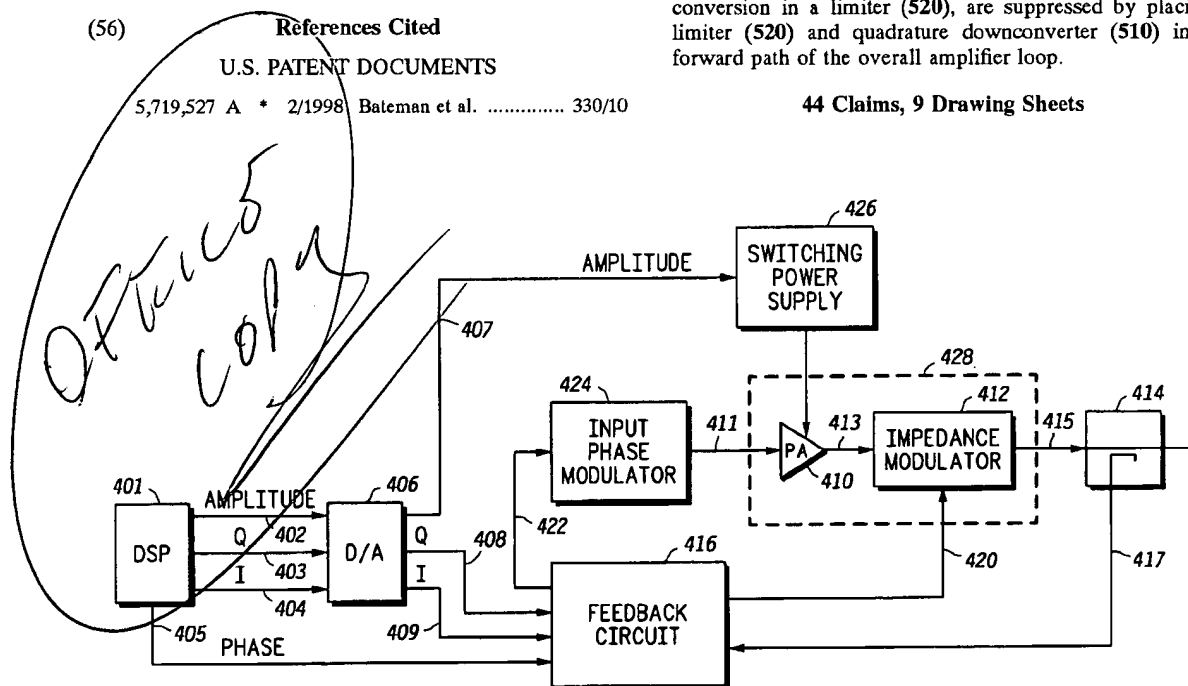 (56) References Cited
U.S. PATENT DOCUMENTS
5,719,527 A * 2/1998 Bateman et al. .............. 330/10
conversion in a limiter (520), are suppressed by placi
limiter (520) and quadrature downconverter (510) in
forward path of the overall amplifier loop.
44 Claims, 9 Drawing Sheets
426
SWITCHING
POWER
SUPPLY
AMPLITUDE
407
428
424
INPUT
PHASE
MODULATOR
411
PA
410
413
412
IMPEDANCE
MODULATOR
415
414
401
DSP
AMPLITUDE
402
Q
403
I
404
406
D/A
Q
408
I
409
422
416
FEEDBACK
CIRCUIT
420
417
405
PHASE